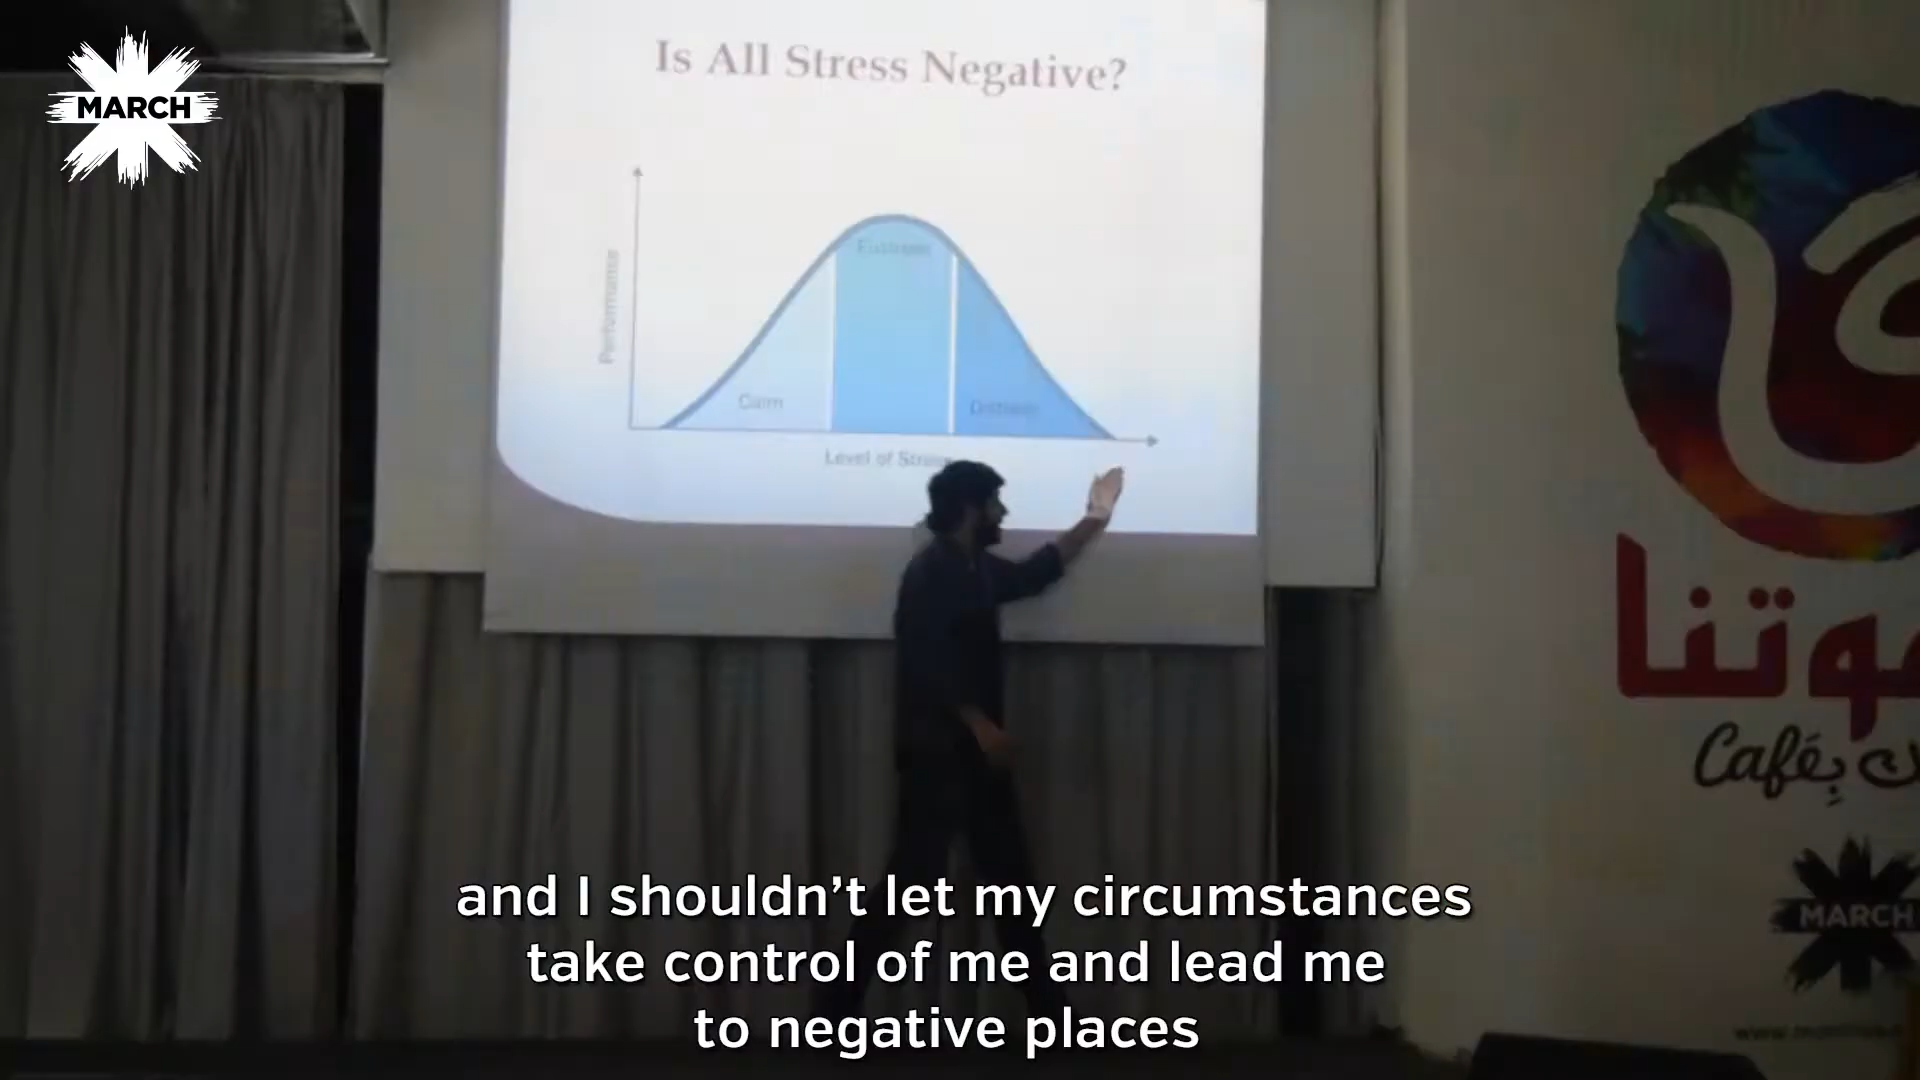 MARCH
Is All Stress Negative?
Performance
Eustress
Calm
Distress
Level of Stress
Café بِ
MARCH
and I shouldn’t let my circumstances
take control of me and lead me
to negative places